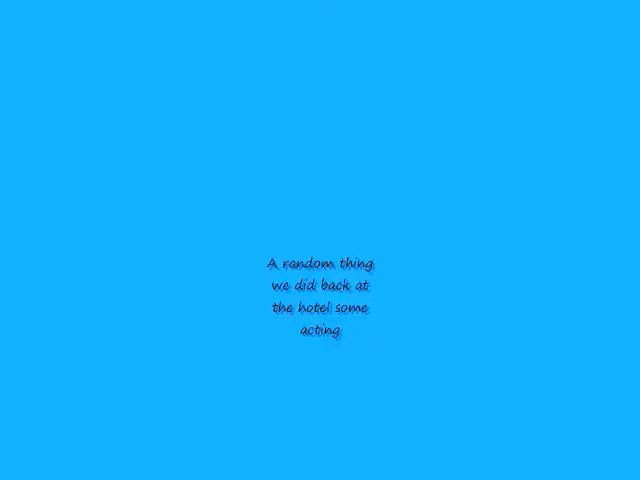 A random thing
we did back at
the hotel some
acting